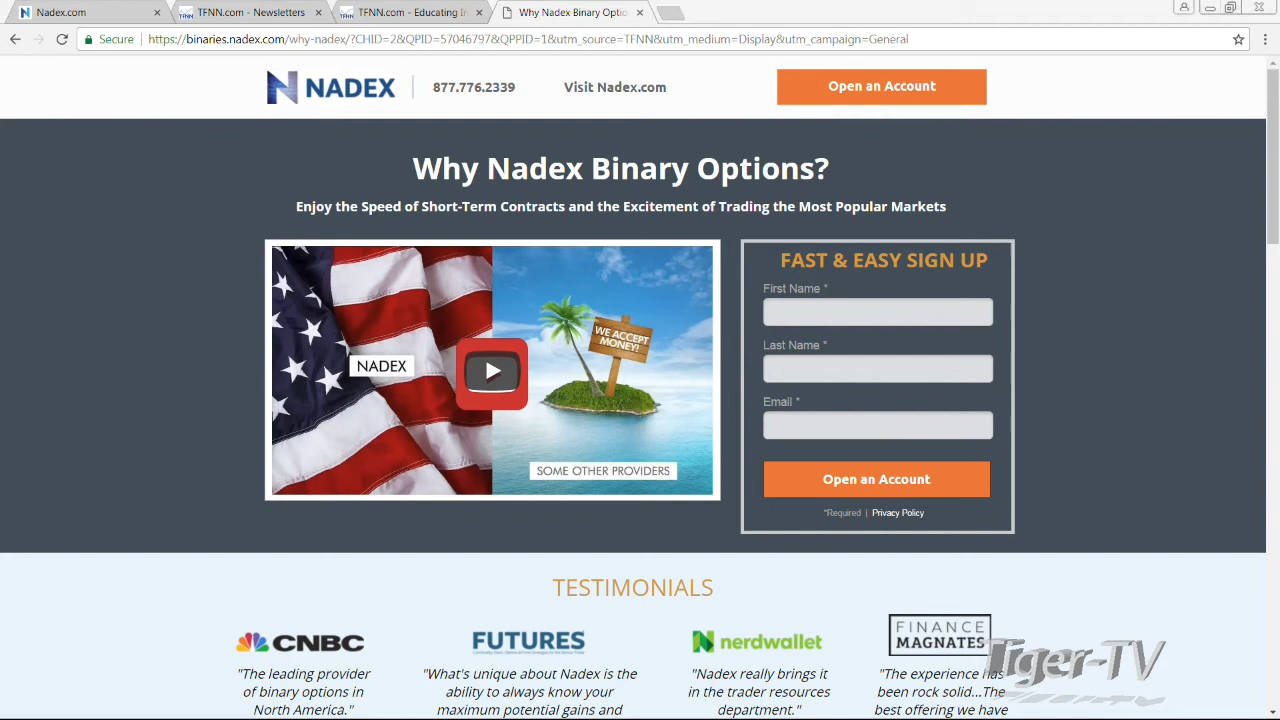 Nadex.com
TFNN.com - Newsletters
TFNN.com - Educating In
Why Nadex Binary Optio
Secure
https://binaries.nadex.com/why-nadex/?CHID=2&QPID=57046797&QPPID=1&utm_source=TFNN&utm_medium=Display&utm_campaign=General
NADEX
877.776.2339
Visit Nadex.com
Open an Account
Why Nadex Binary Options?
Enjoy the Speed of Short-Term Contracts and the Excitement of Trading the Most Popular Markets
NADEX
WE ACCEPT
MONEY!
SOME OTHER PROVIDERS
FAST & EASY SIGN UP
First Name *
Last Name *
Email *
Open an Account
*Required | Privacy Policy
TESTIMONIALS
CNBC
"The leading provider
of binary options in
North America."
FUTURES
"What's unique about Nadex is the
ability to always know your
maximum potential gains and
nerdwallet
"Nadex really brings it
in the trader resources
department."
FINANCE
MAGNATES
"The experience has
been rock solid...The
best offering we have
Tiger-TV